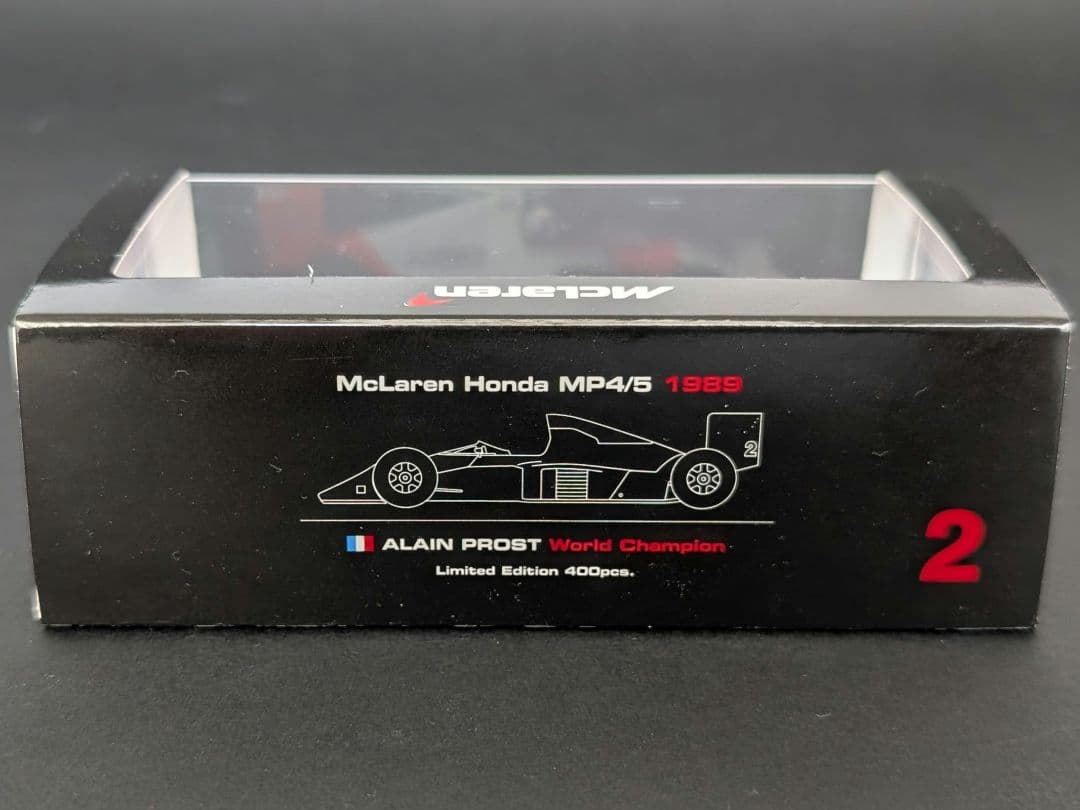 McLaren
McLaren Honda MP4/5 1989
2
ALAIN PROST World Champion
Limited Edition 400pcs.
2